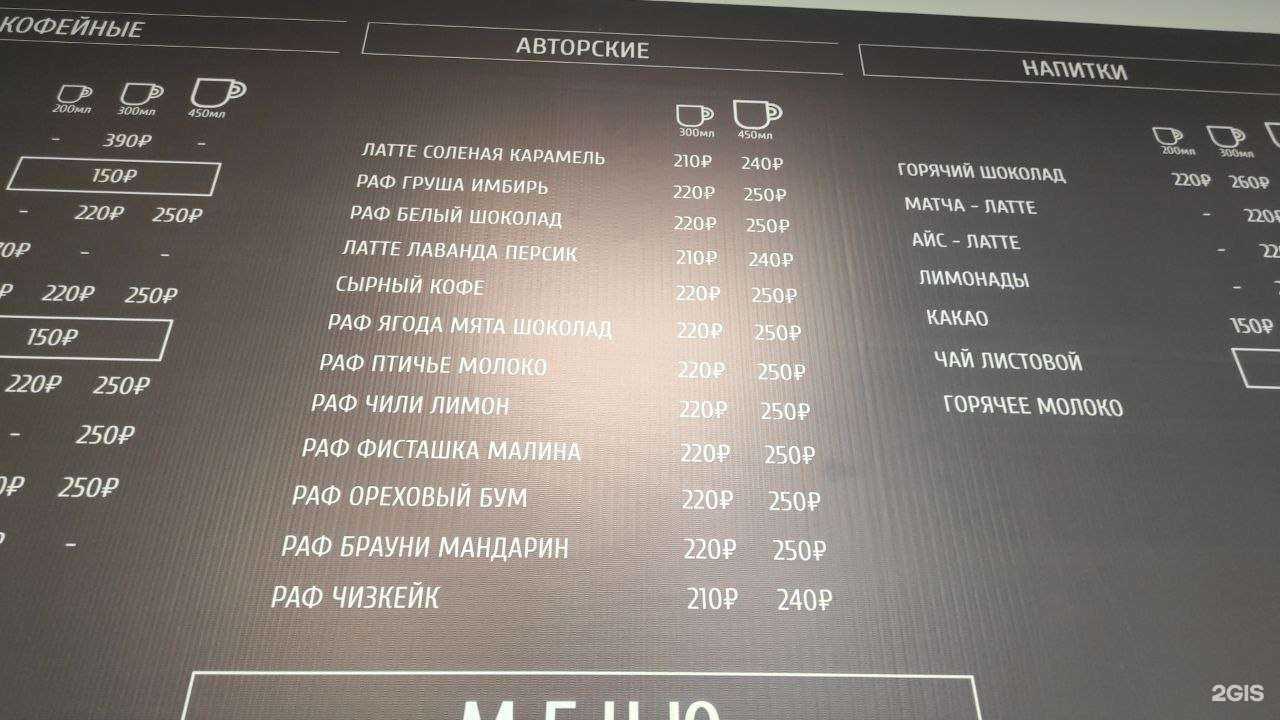 КОФЕЙНЫЕ
200мл 300мл 450мл
- 390₽ -
150₽
- 220₽ 250₽
70₽ - -
₽ 220₽ 250₽
150₽
220₽ 250₽
- 250₽
0₽ 250₽
₽ -
АВТОРСКИЕ
300мл 450мл
ЛАТТЕ СОЛЕНАЯ КАРАМЕЛЬ 210₽ 240₽
РАФ ГРУША ИМБИРЬ 220₽ 250₽
РАФ БЕЛЫЙ ШОКОЛАД 220₽ 250₽
ЛАТТЕ ЛАВАНДА ПЕРСИК 210₽ 240₽
СЫРНЫЙ КОФЕ 220₽ 250₽
РАФ ЯГОДА МЯТА ШОКОЛАД 220₽ 250₽
РАФ ПТИЧЬЕ МОЛОКО 220₽ 250₽
РАФ ЧИЛИ ЛИМОН 220₽ 250₽
РАФ ФИСТАШКА МАЛИНА 220₽ 250₽
РАФ ОРЕХОВЫЙ БУМ 220₽ 250₽
РАФ БРАУНИ МАНДАРИН 220₽ 250₽
РАФ ЧИЗКЕЙК 210₽ 240₽
НАПИТКИ
200мл 300мл
ГОРЯЧИЙ ШОКОЛАД 220₽ 260₽
МАТЧА - ЛАТТЕ - 220₽
АЙС - ЛАТТЕ - 22
ЛИМОНАДЫ -
КАКАО 150₽
ЧАЙ ЛИСТОВОЙ
ГОРЯЧЕЕ МОЛОКО
МЕНЮ
2GIS